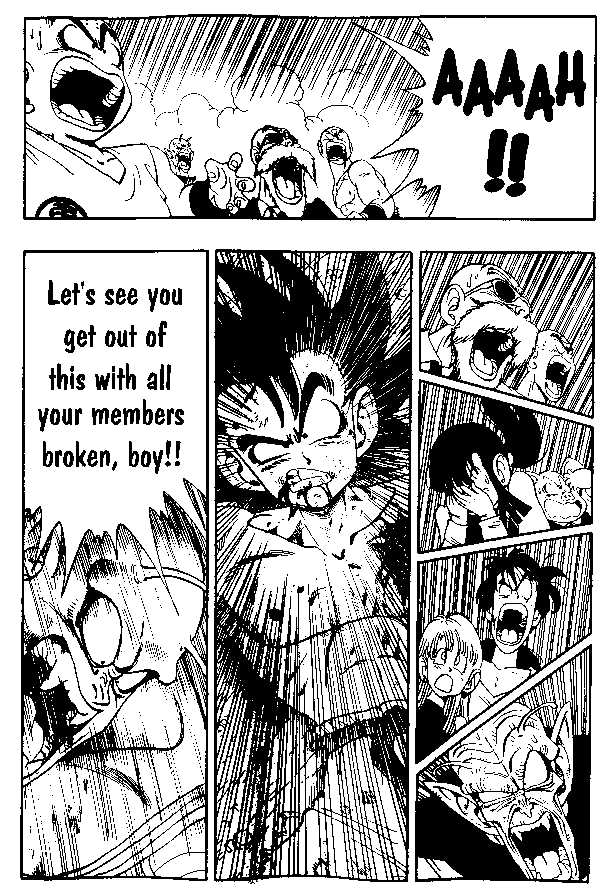 AAAAH
!!
Let's see you
get out of
this with all
your members
broken, boy!!